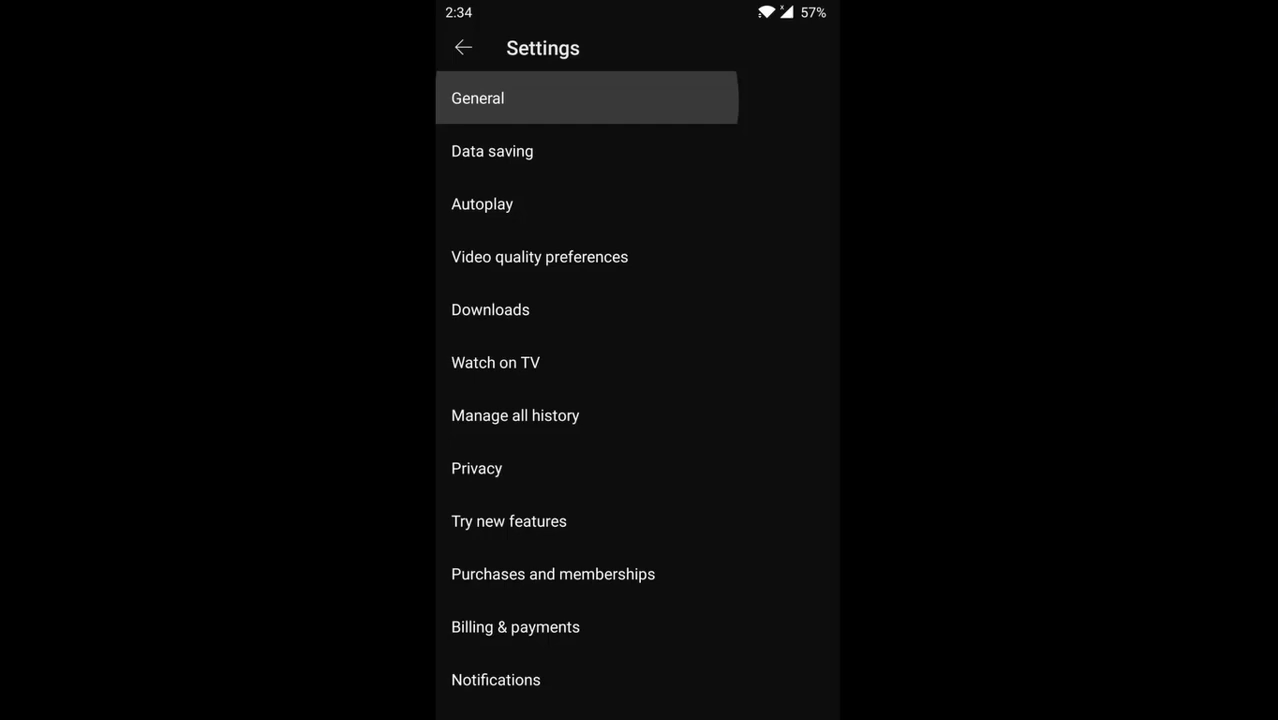 2:34
57%
Settings
General
Data saving
Autoplay
Video quality preferences
Downloads
Watch on TV
Manage all history
Privacy
Try new features
Purchases and memberships
Billing & payments
Notifications